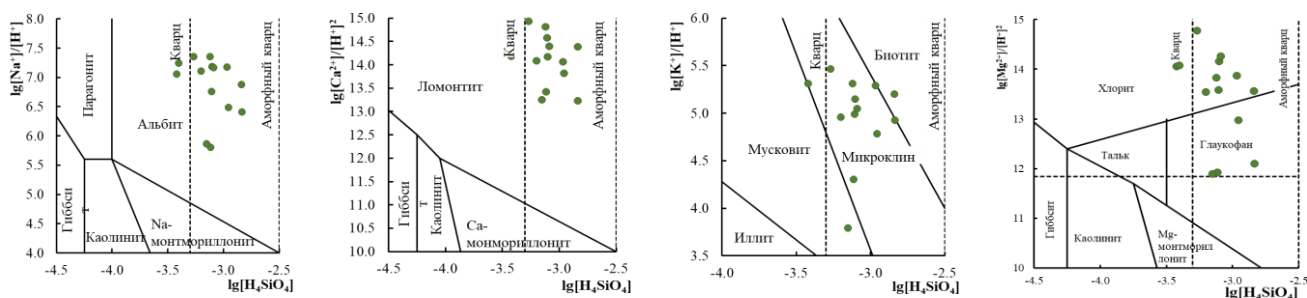 lg[Na⁺]/[H⁺]
8.0
7.5
7.0
6.5
6.0
5.5
5.0
4.5
4.0
Парагонит
Кварц
Альбит
Аморфный кварц
Гиббси
т
Каолинит
Na-
монтмориллонит
-4.5
-4.0
-3.5
-3.0
-2.5
lg[H₄SiO₄]
lg[Ca²⁺]/[H⁺]²
15.0
14.5
14.0
13.5
13.0
12.5
12.0
11.5
11.0
10.5
10.0
Кварц
Ломонтит
Аморфный кварц
Гиббси
т
Каолинит
Са-
монмориллонит
-4.5
-4.0
-3.5
-3.0
-2.5
lg[H₄SiO₄]
lg[K⁺]/[H⁺]
6.0
5.5
5.0
4.5
4.0
3.5
Кварц
Биотит
Мусковит
Микроклин
Аморфный кварц
Иллит
-4.0
-3.5
-3.0
-2.5
lg[H₄SiO₄]
lg[Mg²⁺]/[H⁺]²
15
14
13
12
11
10
Кварц
Хлорит
Аморфный кварц
Тальк
Глаукофан
Гиббсит
Каолинит
Mg-
монтморил
лонит
-4.5
-4.0
-3.5
-3.0
-2.5
lg[H₄SiO₄]